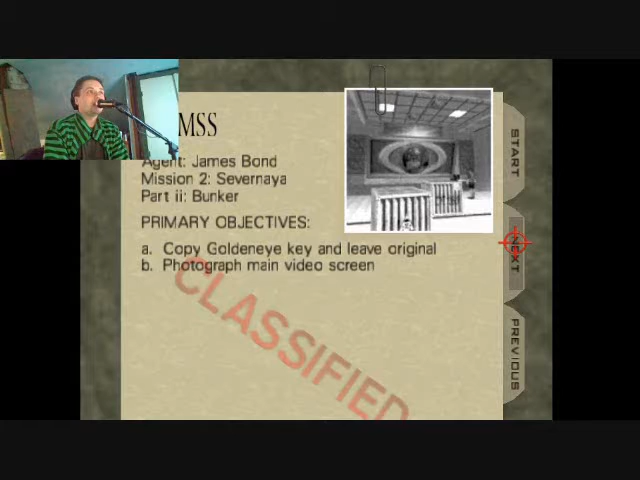 MSS
Agent: James Bond
Mission 2: Severnaya
Part ii: Bunker
PRIMARY OBJECTIVES:
a. Copy Goldeneye key and leave original
b. Photograph main video screen
CLASSIFIED
START
NEXT
PREVIOUS